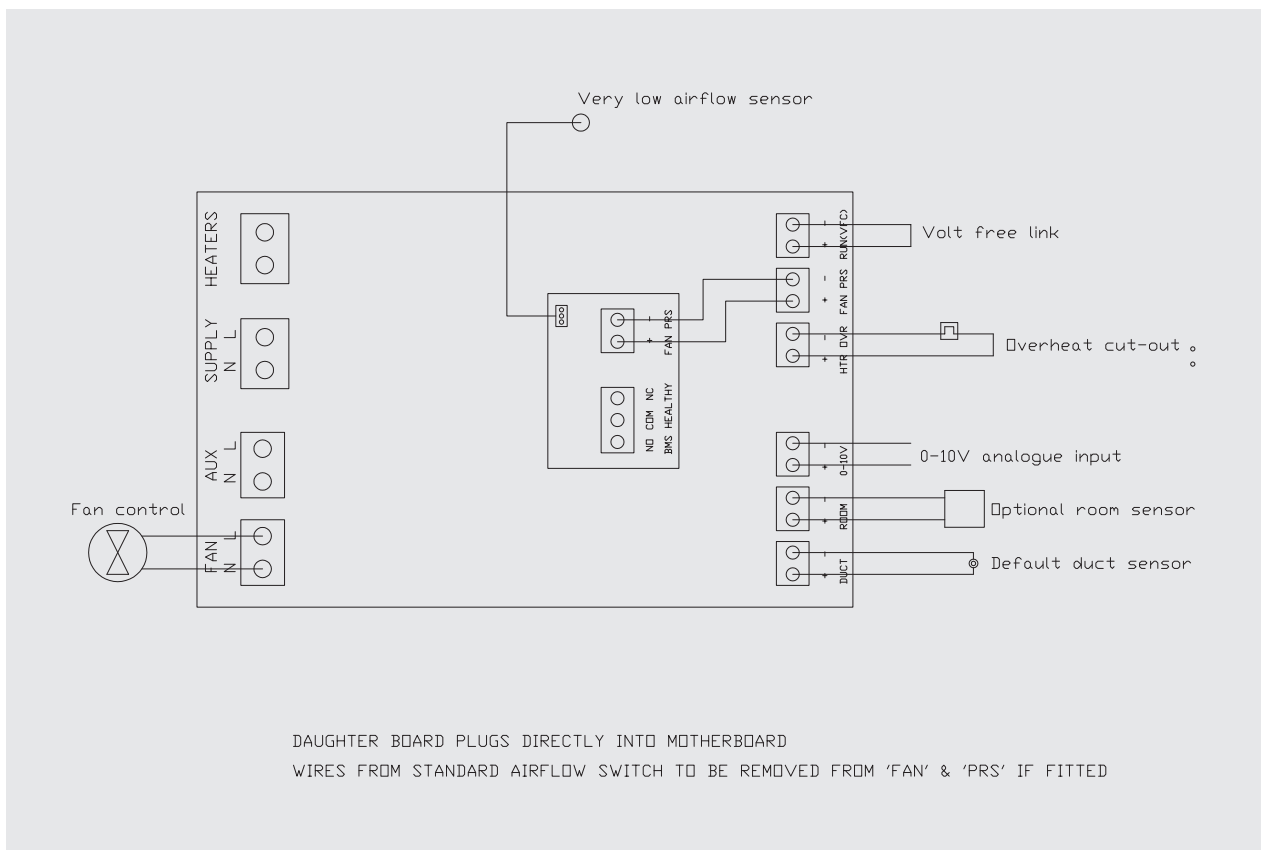 Very low airflow sensor
HEATERS
SUPPLY
L
N
AUX
L
N
Fan control
FAN
L
N
FAN PRS
- +
NO COM NC
BMS HEALTHY
RUN(VFC)
- +
Volt free link
FAN PRS
- +
HTR OVR
- +
Overheat cut-out
0-10V
- +
0-10V analogue input
ROOM
- +
Optional room sensor
DUCT
- +
Default duct sensor
DAUGHTER BOARD PLUGS DIRECTLY INTO MOTHERBOARD
WIRES FROM STANDARD AIRFLOW SWITCH TO BE REMOVED FROM 'FAN' & 'PRS' IF FITTED